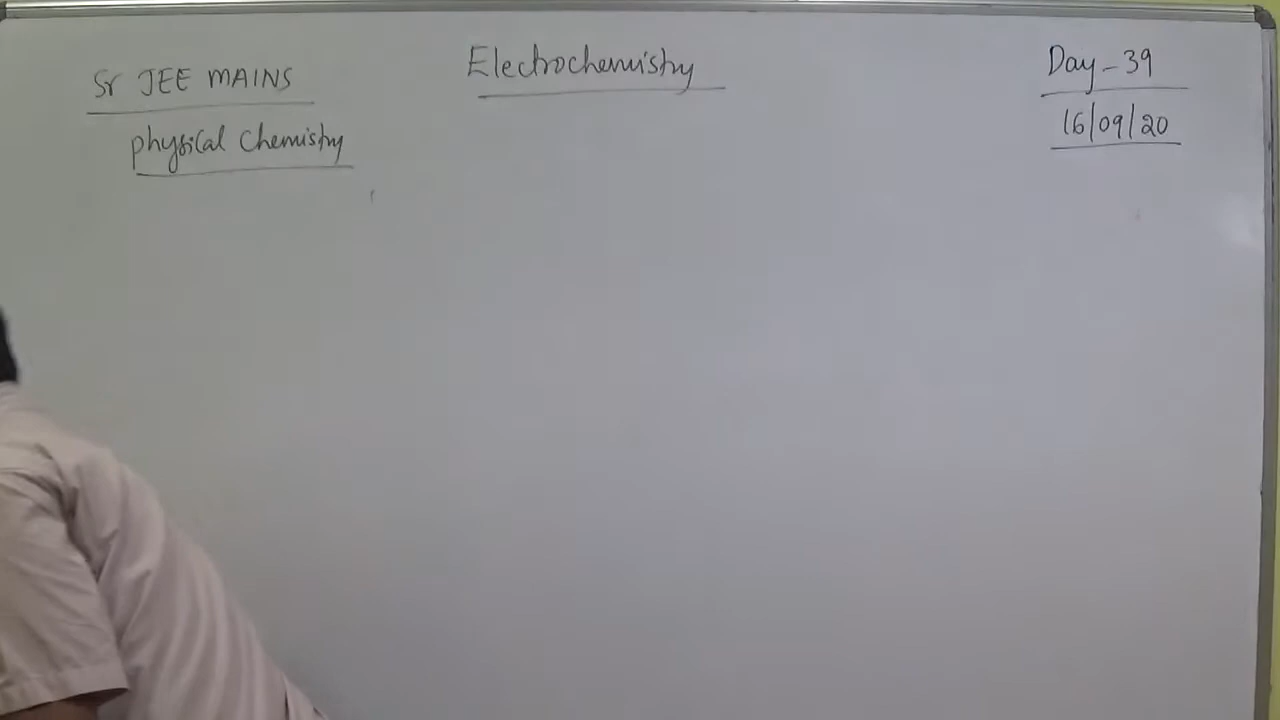 Sr JEE MAINS
Electrochemistry
Day - 39
physical Chemistry
16/09/20